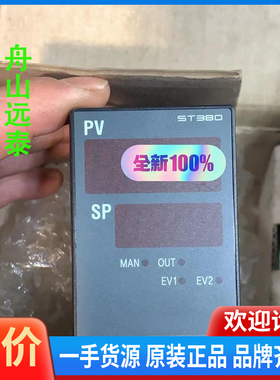 舟山远泰
PV
ST380
全新100%
SP
MAN
OUT
EV1
EV2
价
欢迎
一手货源 原装正品 品牌齐